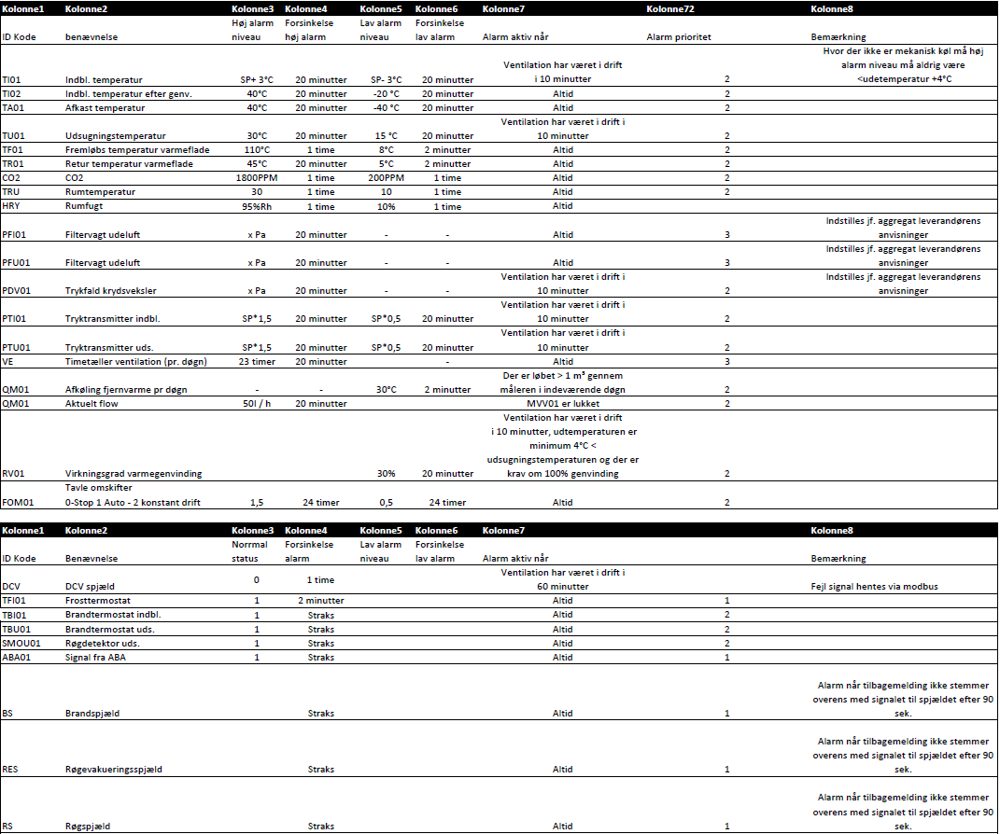 Kolonne1 Kolonne2 Kolonne3 Kolonne4 Kolonne5 Kolonne6 Kolonne7 Kolonne72 Kolonne8
Høj alarm Forsinkelse Lav alarm Forsinkelse
ID Kode benævnelse niveau høj alarm niveau lav alarm Alarm aktiv når Alarm prioritet Bemærkning
Hvor der ikke er mekanisk køl må høj
Ventilation har været i drift alarm niveau må aldrig være
TI01 Indbl. temperatur SP+ 3°C 20 minutter SP- 3°C 20 minutter i 10 minutter 2 <udetemperatur +4°C
TI02 Indbl. temperatur efter genv. 40°C 20 minutter -20 °C 20 minutter Altid 2
TA01 Afkast temperatur 40°C 20 minutter -40 °C 20 minutter Altid 2
Ventilation har været i drift i
TU01 Udsugningstemperatur 30°C 20 minutter 15 °C 20 minutter 10 minutter 2
TF01 Fremløbs temperatur varmeflade 110°C 1 time 8°C 2 minutter Altid 2
TR01 Retur temperatur varmeflade 45°C 20 minutter 5°C 2 minutter Altid 2
CO2 CO2 1800PPM 1 time 200PPM 1 time Altid 2
TRU Rumtemperatur 30 1 time 10 1 time Altid 2
HRY Rumfugt 95%Rh 1 time 10% 1 time Altid
Indstilles jf. aggregat leverandørens
PFI01 Filtervagt udeluft x Pa 20 minutter - - Altid 3 anvisninger
Indstilles jf. aggregat leverandørens
PFU01 Filtervagt udeluft x Pa 20 minutter - - Altid 3 anvisninger
Ventilation har været i drift i Indstilles jf. aggregat leverandørens
PDV01 Trykfald krydsveksler x Pa 20 minutter - - 10 minutter 2 anvisninger
Ventilation har været i drift i
PTI01 Tryktransmitter indbl. SP*1,5 20 minutter SP*0,5 20 minutter 10 minutter 2
Ventilation har været i drift i
PTU01 Tryktransmitter uds. SP*1,5 20 minutter SP*0,5 20 minutter 10 minutter 2
VE Timetæller ventilation (pr. døgn) 23 timer 20 minutter - Altid 3
Der er løbet > 1 m³ gennem
QM01 Afkøling fjernvarme pr døgn - - 30°C 2 minutter måleren i indeværende døgn 2
QM01 Aktuelt flow 50l / h 20 minutter MVV01 er lukket 2
Ventilation har været i drift
i 10 minutter, udtemperaturen er
minimum 4°C <
udsugningstemperaturen og der er
RV01 Virkningsgrad varmegenvinding 30% 20 minutter krav om 100% genvinding 2
Tavle omskifter
FOM01 0-Stop 1 Auto - 2 konstant drift 1,5 24 timer 0,5 24 timer Altid 2
Kolonne1 Kolonne2 Kolonne3 Kolonne4 Kolonne5 Kolonne6 Kolonne7 Kolonne8
Norrmal Forsinkelse Lav alarm Forsinkelse
ID Kode Benævnelse status alarm niveau lav alarm Alarm aktiv når Bemærkning
Ventilation har været i drift i
DCV DCV spjæld 0 1 time 60 minutter Fejl signal hentes via modbus
TFI01 Frosttermostat 1 2 minutter Altid 1
TBI01 Brandtermostat indbl. 1 Straks Altid 2
TBU01 Brandtermostat uds. 1 Straks Altid 2
SMOU01 Røgdetektor uds. 1 Straks Altid 2
ABA01 Signal fra ABA 1 Straks Altid 1
Alarm når tilbagemelding ikke stemmer
overens med signalet til spjældet efter 90
BS Brandspjæld Straks Altid 1 sek.
Alarm når tilbagemelding ikke stemmer
overens med signalet til spjældet efter 90
RES Røgevakueringsspjæld Straks Altid 1 sek.
Alarm når tilbagemelding ikke stemmer
overens med signalet til spjældet efter 90
RS Røgspjæld Straks Altid 1 sek.